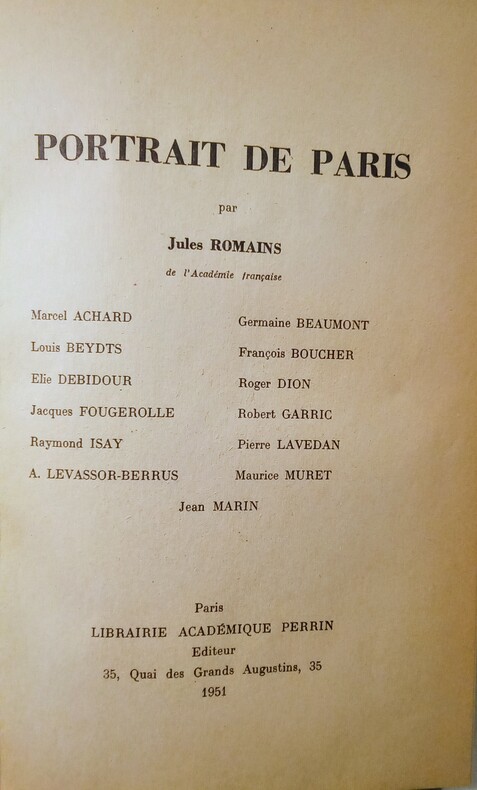 PORTRAIT DE PARIS
par
Jules ROMAINS
de l'Académie française
Marcel ACHARD
Louis BEYDTS
Elie DEBIDOUR
Jacques FOUGEROLLE
Raymond ISAY
A. LEVASSOR-BERRUS
Germaine BEAUMONT
François BOUCHER
Roger DION
Robert GARRIC
Pierre LAVEDAN
Maurice MURET
Jean MARIN
Paris
LIBRAIRIE ACADÉMIQUE PERRIN
Editeur
35, Quai des Grands Augustins, 35
1951